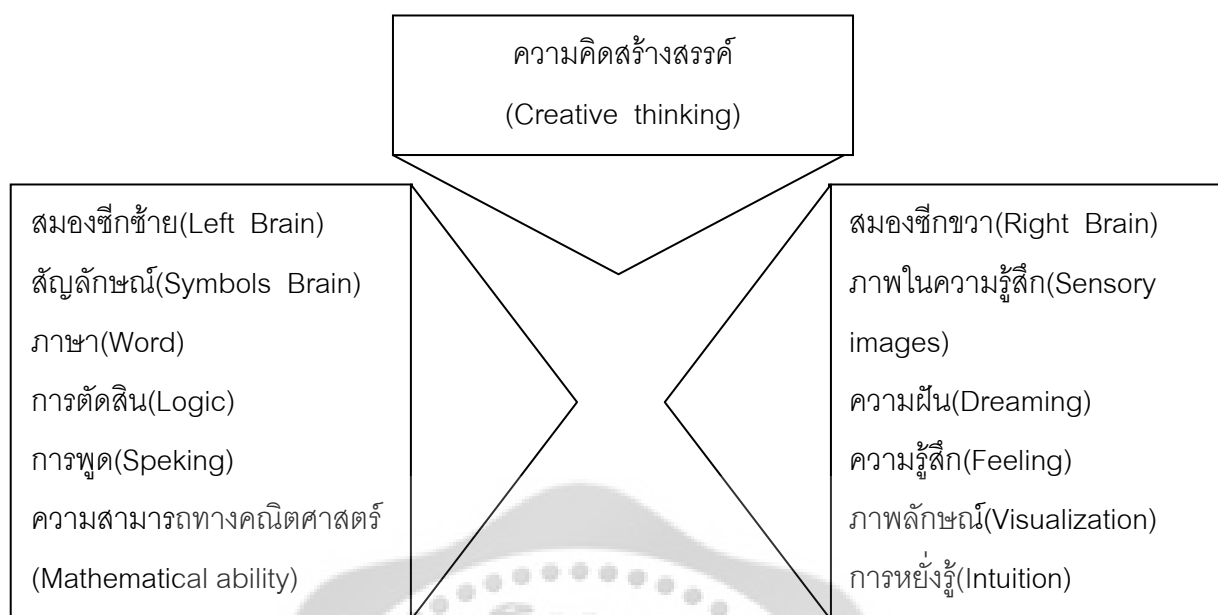 ความคิดสร้างสรรค์
(Creative thinking)
สมองซีกซ้าย(Left Brain)
สัญลักษณ์(Symbols Brain)
ภาษา(Word)
การตัดสิน(Logic)
การพูด(Speking)
ความสามารถทางคณิตศาสตร์
(Mathematical ability)
สมองซีกขวา(Right Brain)
ภาพในความรู้สึก(Sensory
images)
ความฝัน(Dreaming)
ความรู้สึก(Feeling)
ภาพลักษณ์(Visualization)
การหยั่งรู้(Intuition)